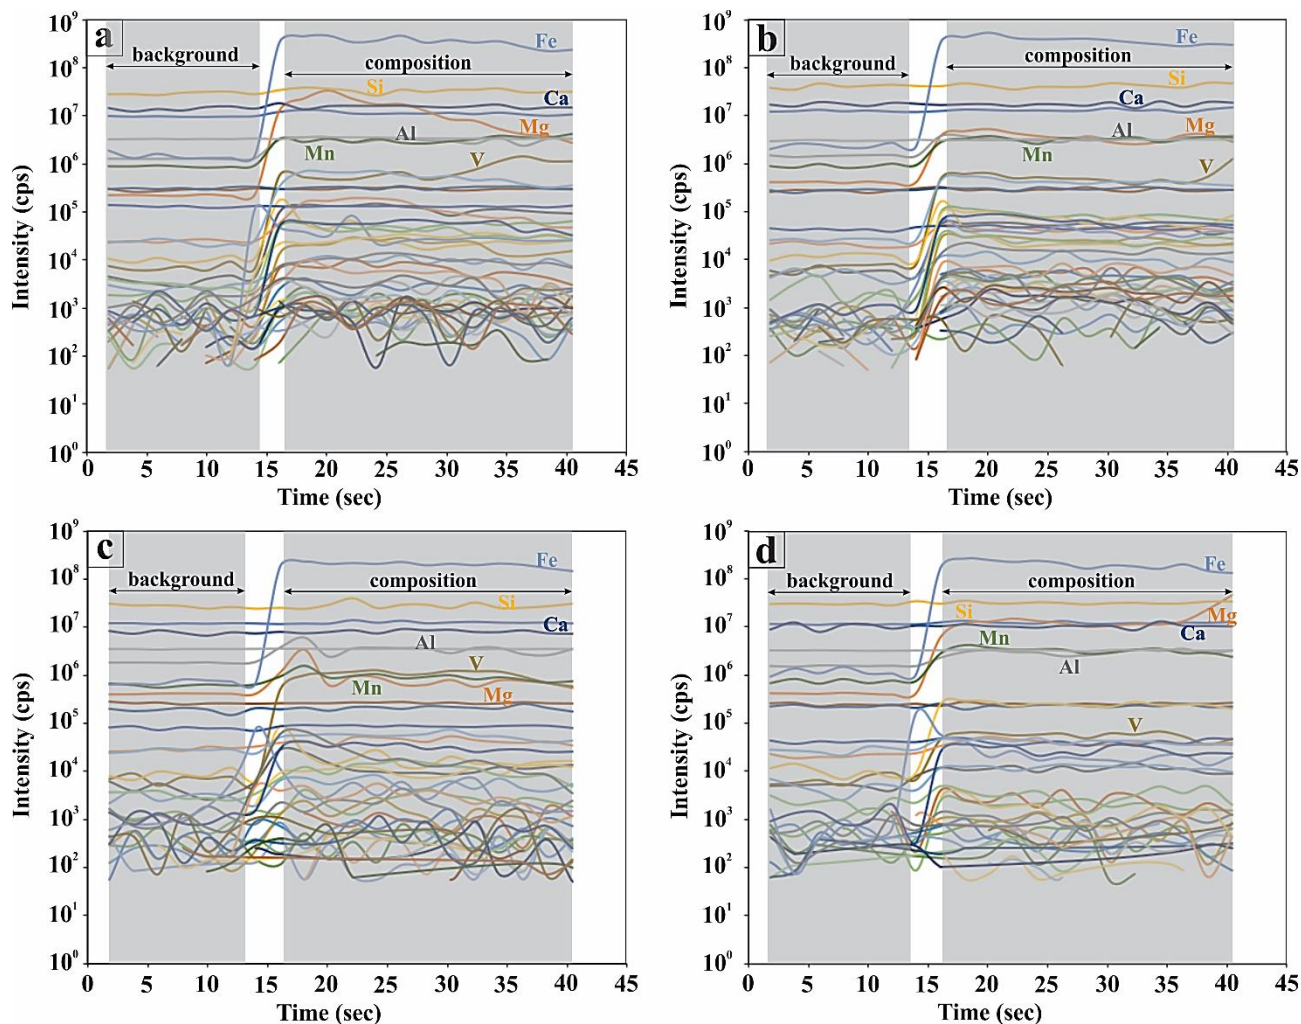 a
background
composition
Fe
Si
Ca
Mg
Al
Mn
V
10⁹
10⁸
10⁷
10⁶
10⁵
10⁴
10³
10²
10¹
10⁰
Intensity (cps)
0 5 10 15 20 25 30 35 40 45
Time (sec)
b
background
composition
Fe
Si
Ca
Al
Mg
Mn
V
10⁹
10⁸
10⁷
10⁶
10⁵
10⁴
10³
10²
10¹
10⁰
Intensity (cps)
0 5 10 15 20 25 30 35 40 45
Time (sec)
c
background
composition
Fe
Si
Ca
Al
V
Mn
Mg
10⁹
10⁸
10⁷
10⁶
10⁵
10⁴
10³
10²
10¹
10⁰
Intensity (cps)
0 5 10 15 20 25 30 35 40 45
Time (sec)
d
background
composition
Fe
Si
Mg
Ca
Mn
Al
V
10⁹
10⁸
10⁷
10⁶
10⁵
10⁴
10³
10²
10¹
10⁰
Intensity (cps)
0 5 10 15 20 25 30 35 40 45
Time (sec)